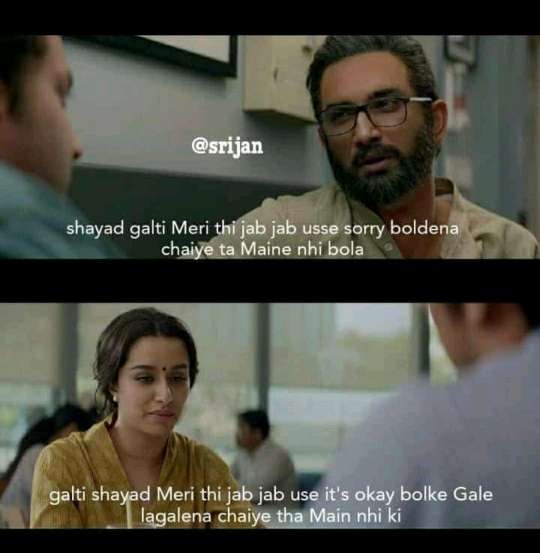 @srijan
shayad galti Meri thi jab jab usse sorry boldena
chaiye ta Maine nhi bola
galti shayad Meri thi jab jab use it's okay bolke Gale
lagalena chaiye tha Main nhi ki